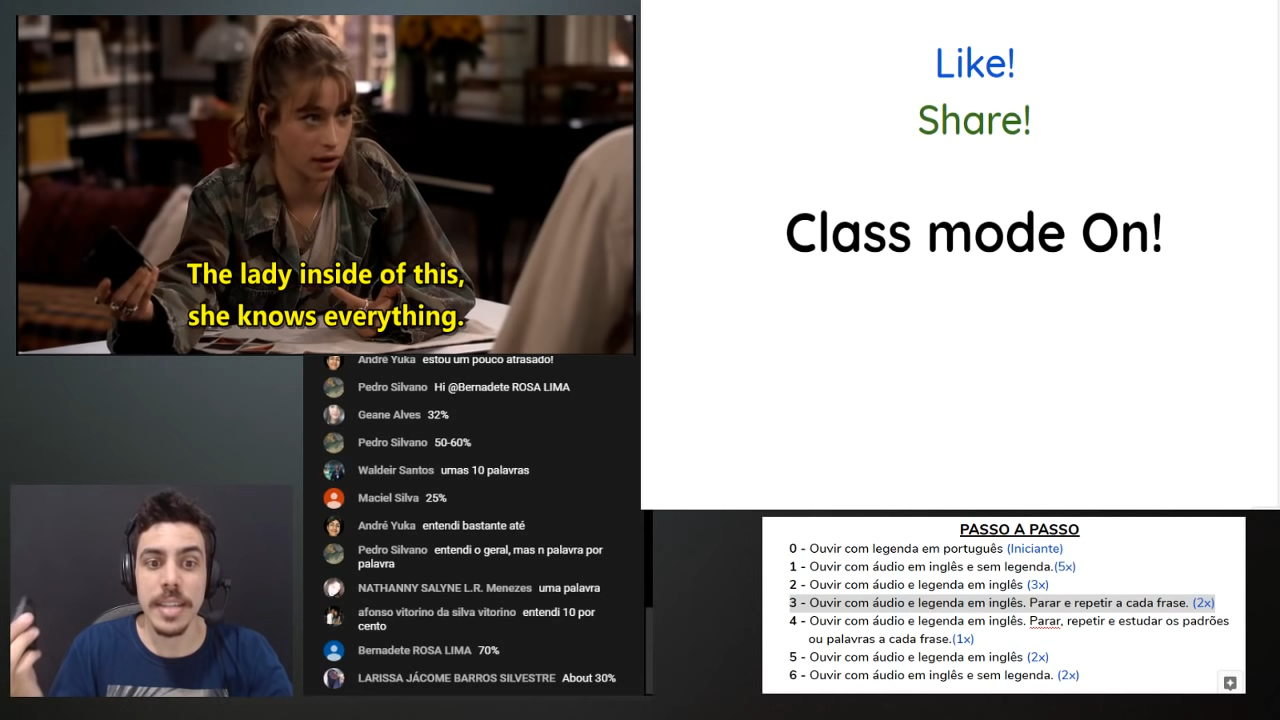 The lady inside of this,
she knows everything.
Like!
Share!
Class mode On!
André Yuka estou um pouco atrasado!
Pedro Silvano Hi @Bernadete ROSA LIMA
Geane Alves 32%
Pedro Silvano 50-60%
Waldeir Santos umas 10 palavras
Maciel Silva 25%
André Yuka entendi bastante até
Pedro Silvano entendi o geral, mas n palavra por
palavra
NATHANNY SALYNE L.R. Menezes uma palavra
afonso vitorino da silva vitorino entendi 10 por
cento
Bernadete ROSA LIMA 70%
LARISSA JÁCOME BARROS SILVESTRE About 30%
PASSO A PASSO
0 - Ouvir com legenda em português (Iniciante)
1 - Ouvir com áudio em inglês e sem legenda.(5x)
2 - Ouvir com áudio e legenda em inglês (3x)
3 - Ouvir com áudio e legenda em inglês. Parar e repetir a cada frase. (2x)
4 - Ouvir com áudio e legenda em inglês. Parar, repetir e estudar os padrões
ou palavras a cada frase.(1x)
5 - Ouvir com áudio e legenda em inglês (2x)
6 - Ouvir com áudio em inglês e sem legenda. (2x)